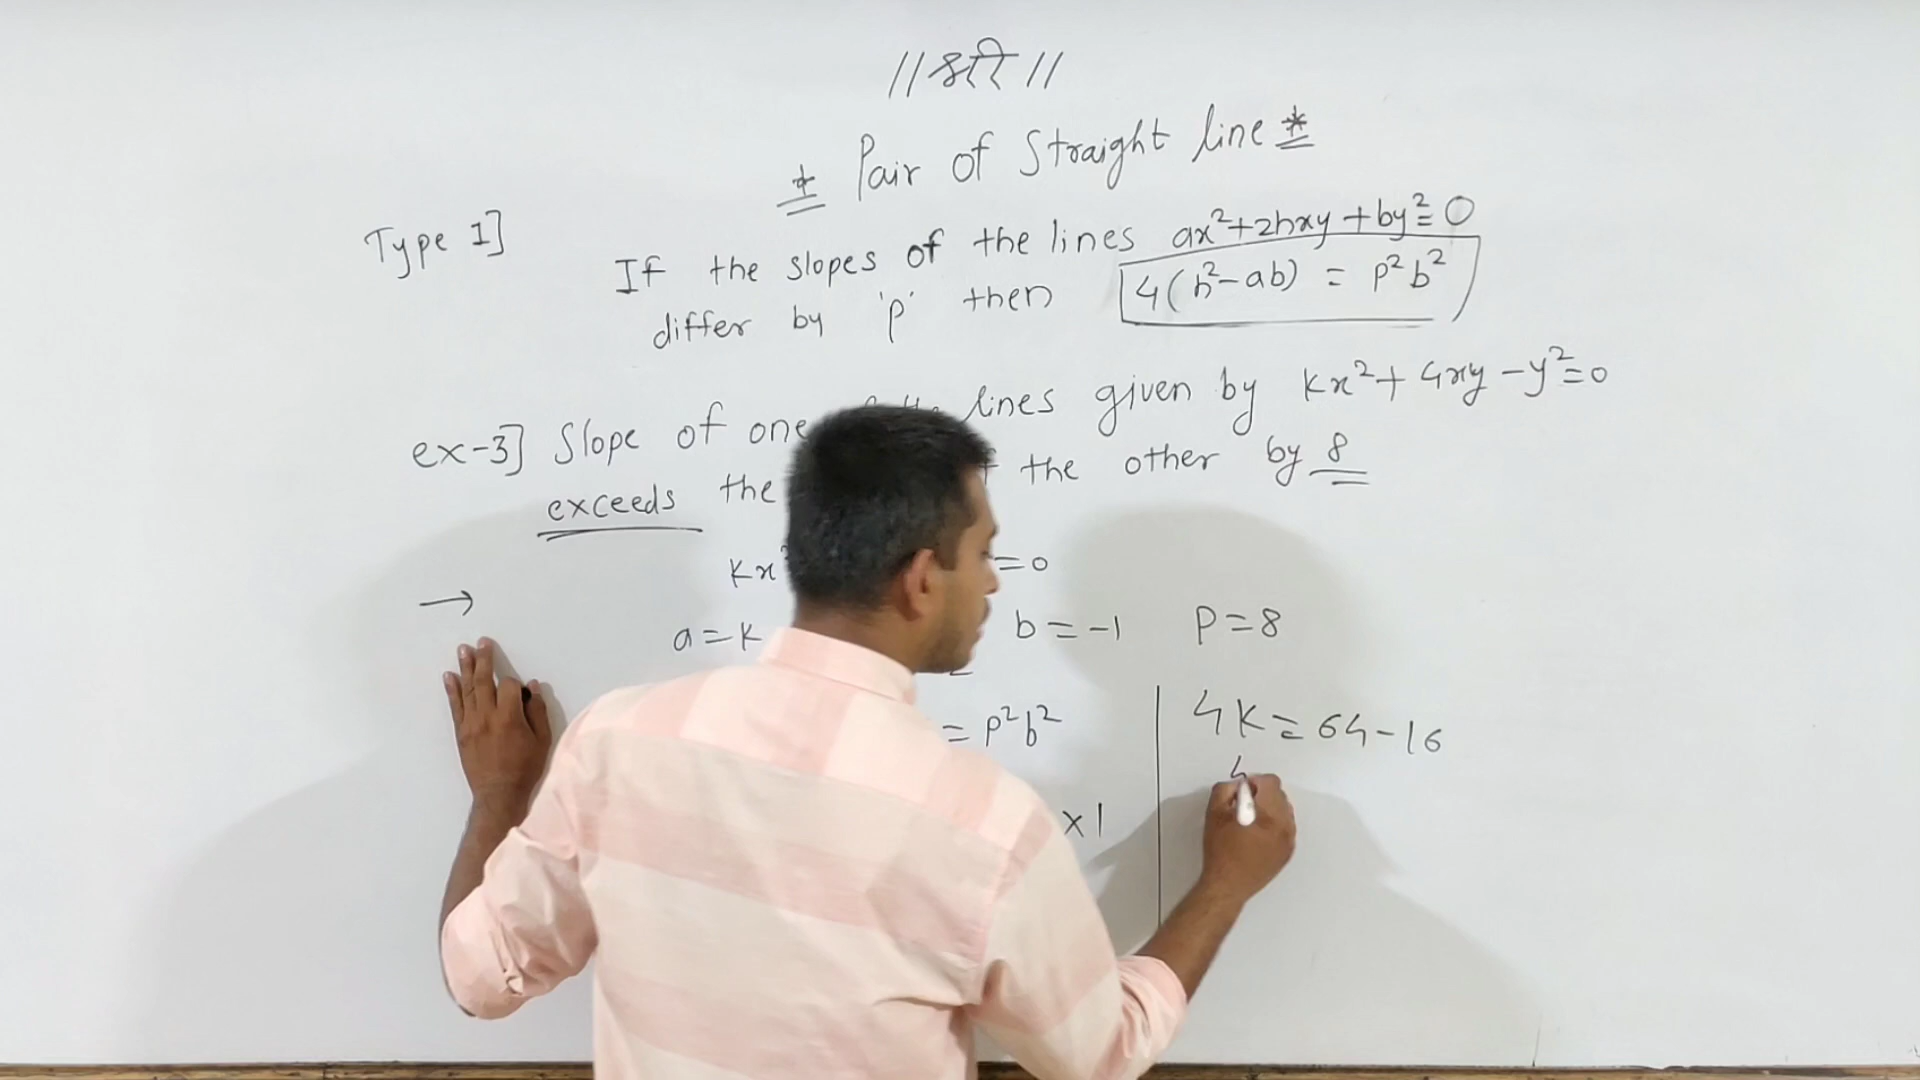 ||श्री||
* Pair of Straight line *
Type I]
If the slopes of the lines ax²+2hxy+by²=0
differ by 'p' then 4(h²-ab) = p²b²
ex-3] Slope of one lines given by kx²+4xy-y²=0
exceeds the the other by 8
→ kx² =0
a=k b=-1 P=8
= p²b²
x1
4k=64-16
4